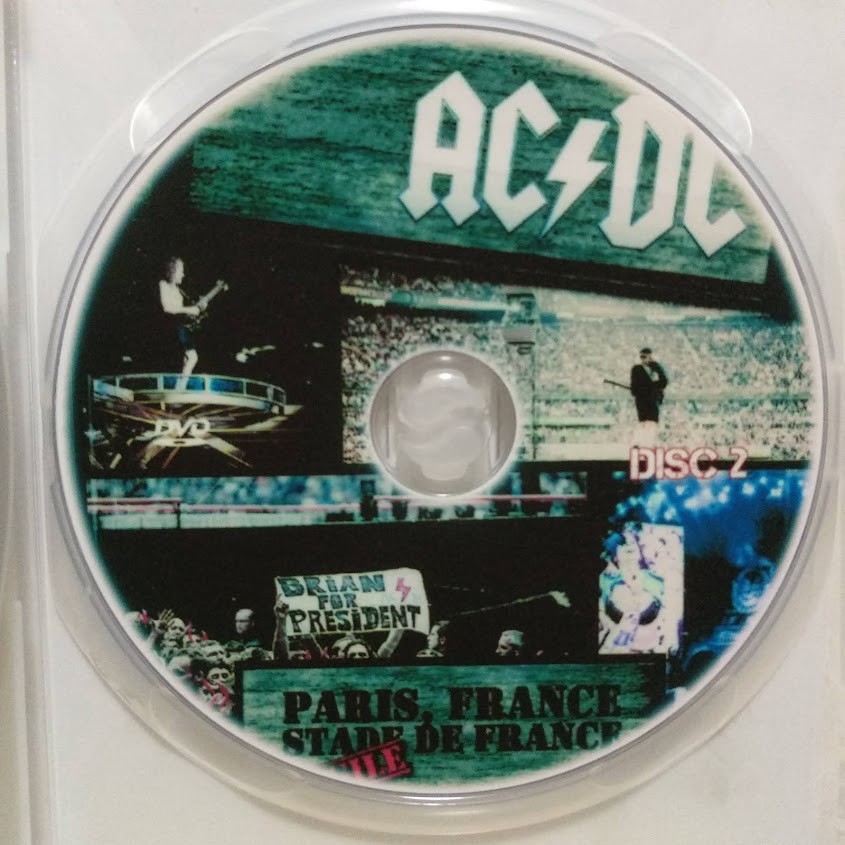 AC⚡DC
DVD
DISC 2
BRIAN
FOR
PRESIDENT
PARIS, FRANCE
STADE DE FRANCE